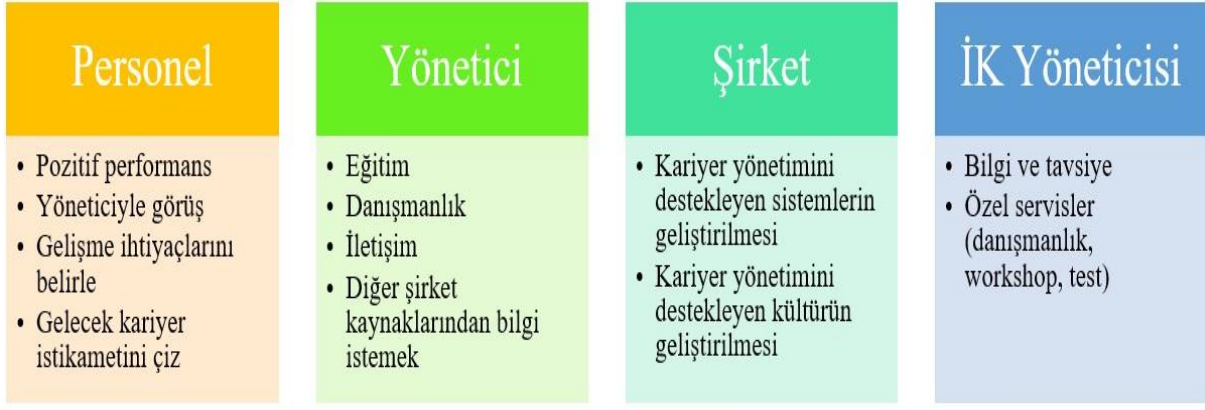 Personel
• Pozitif performans
• Yöneticiyle görüş
• Gelişme ihtiyaçlarını
belirle
• Gelecek kariyer
istikametini çiz
Yönetici
• Eğitim
• Danışmanlık
• İletişim
• Diğer şirket
kaynaklarından bilgi
istemek
Şirket
• Kariyer yönetimini
destekleyen sistemlerin
geliştirilmesi
• Kariyer yönetimini
destekleyen kültürün
geliştirilmesi
İK Yöneticisi
• Bilgi ve tavsiye
• Özel servisler
(danışmanlık,
workshop, test)